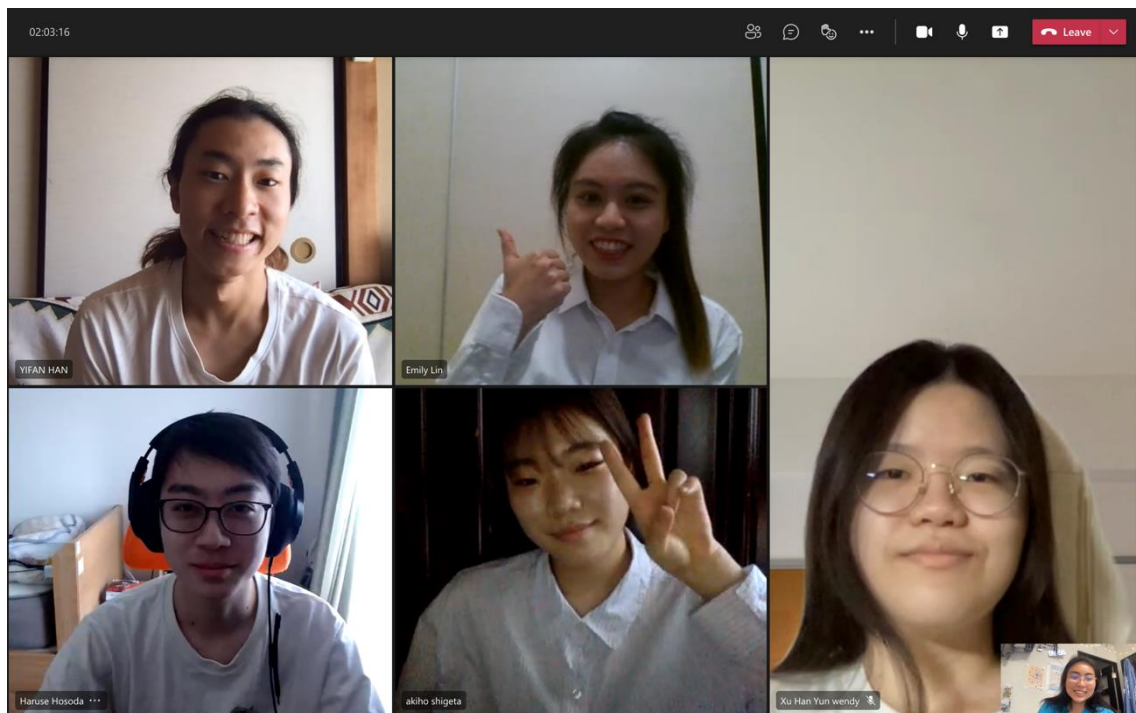 02:03:16
Leave
YIFAN HAN
Emily Lin
Haruse Hosoda ···
akiho shigeta
Xu Han Yun wendy